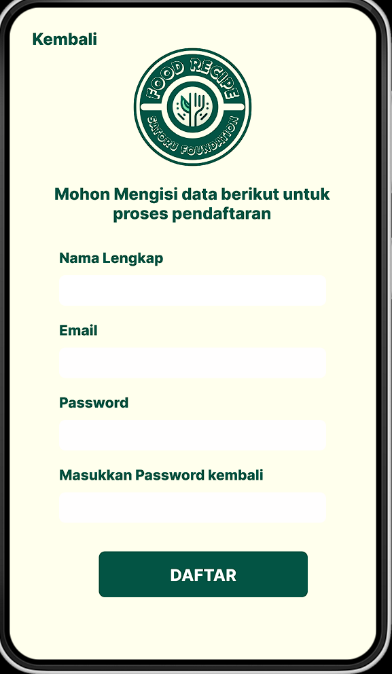 Kembali
FOOD RECIPE
SATORU FOUNDATION
Mohon Mengisi data berikut untuk
proses pendaftaran
Nama Lengkap
Email
Password
Masukkan Password kembali
DAFTAR